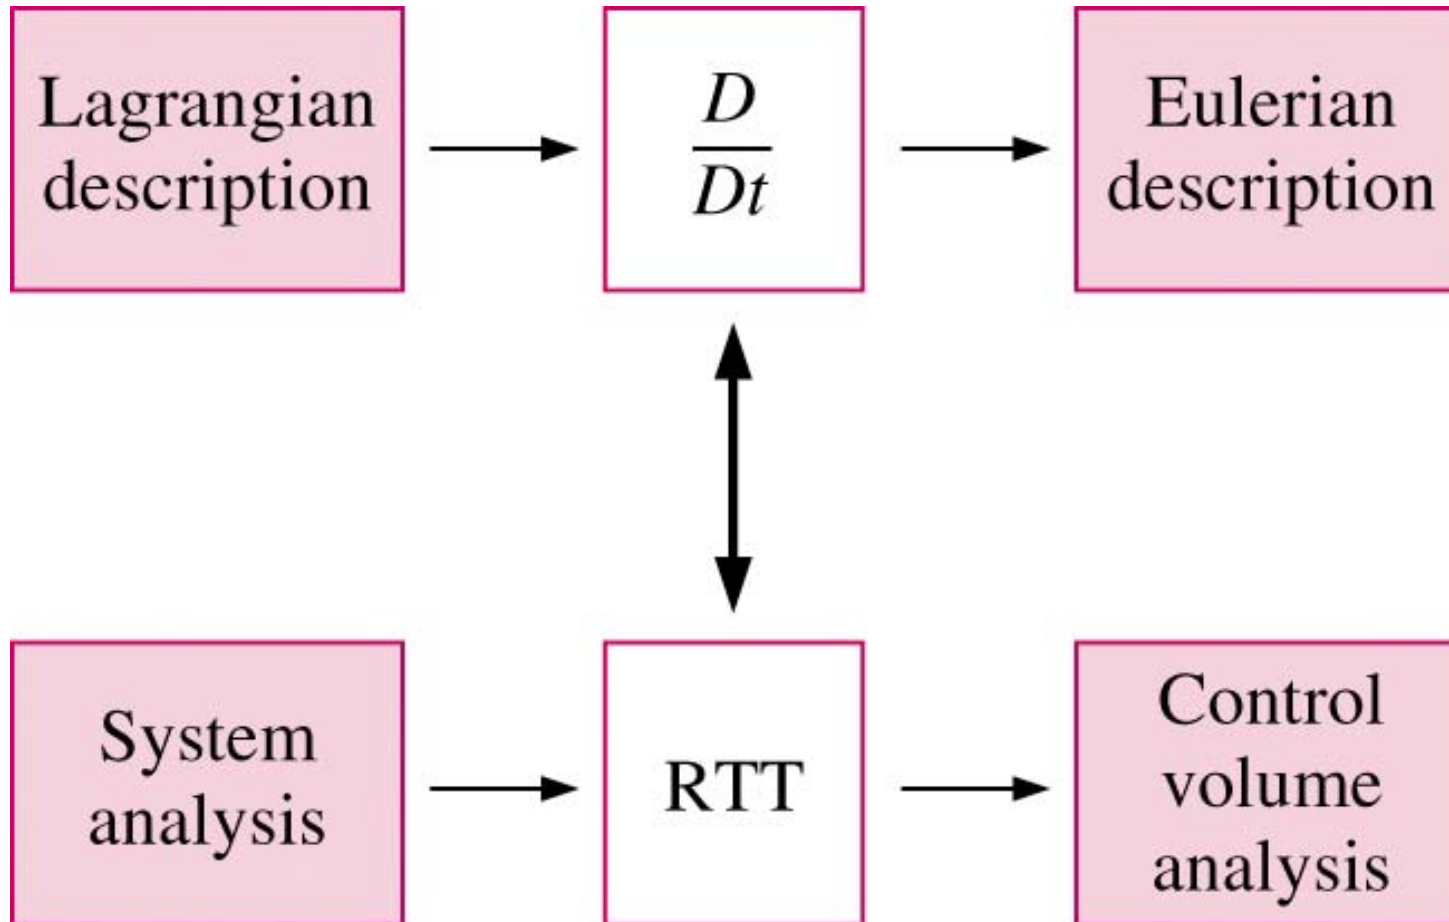 Lagrangian
description
D
Dt
Eulerian
description
System
analysis
RTT
Control
volume
analysis